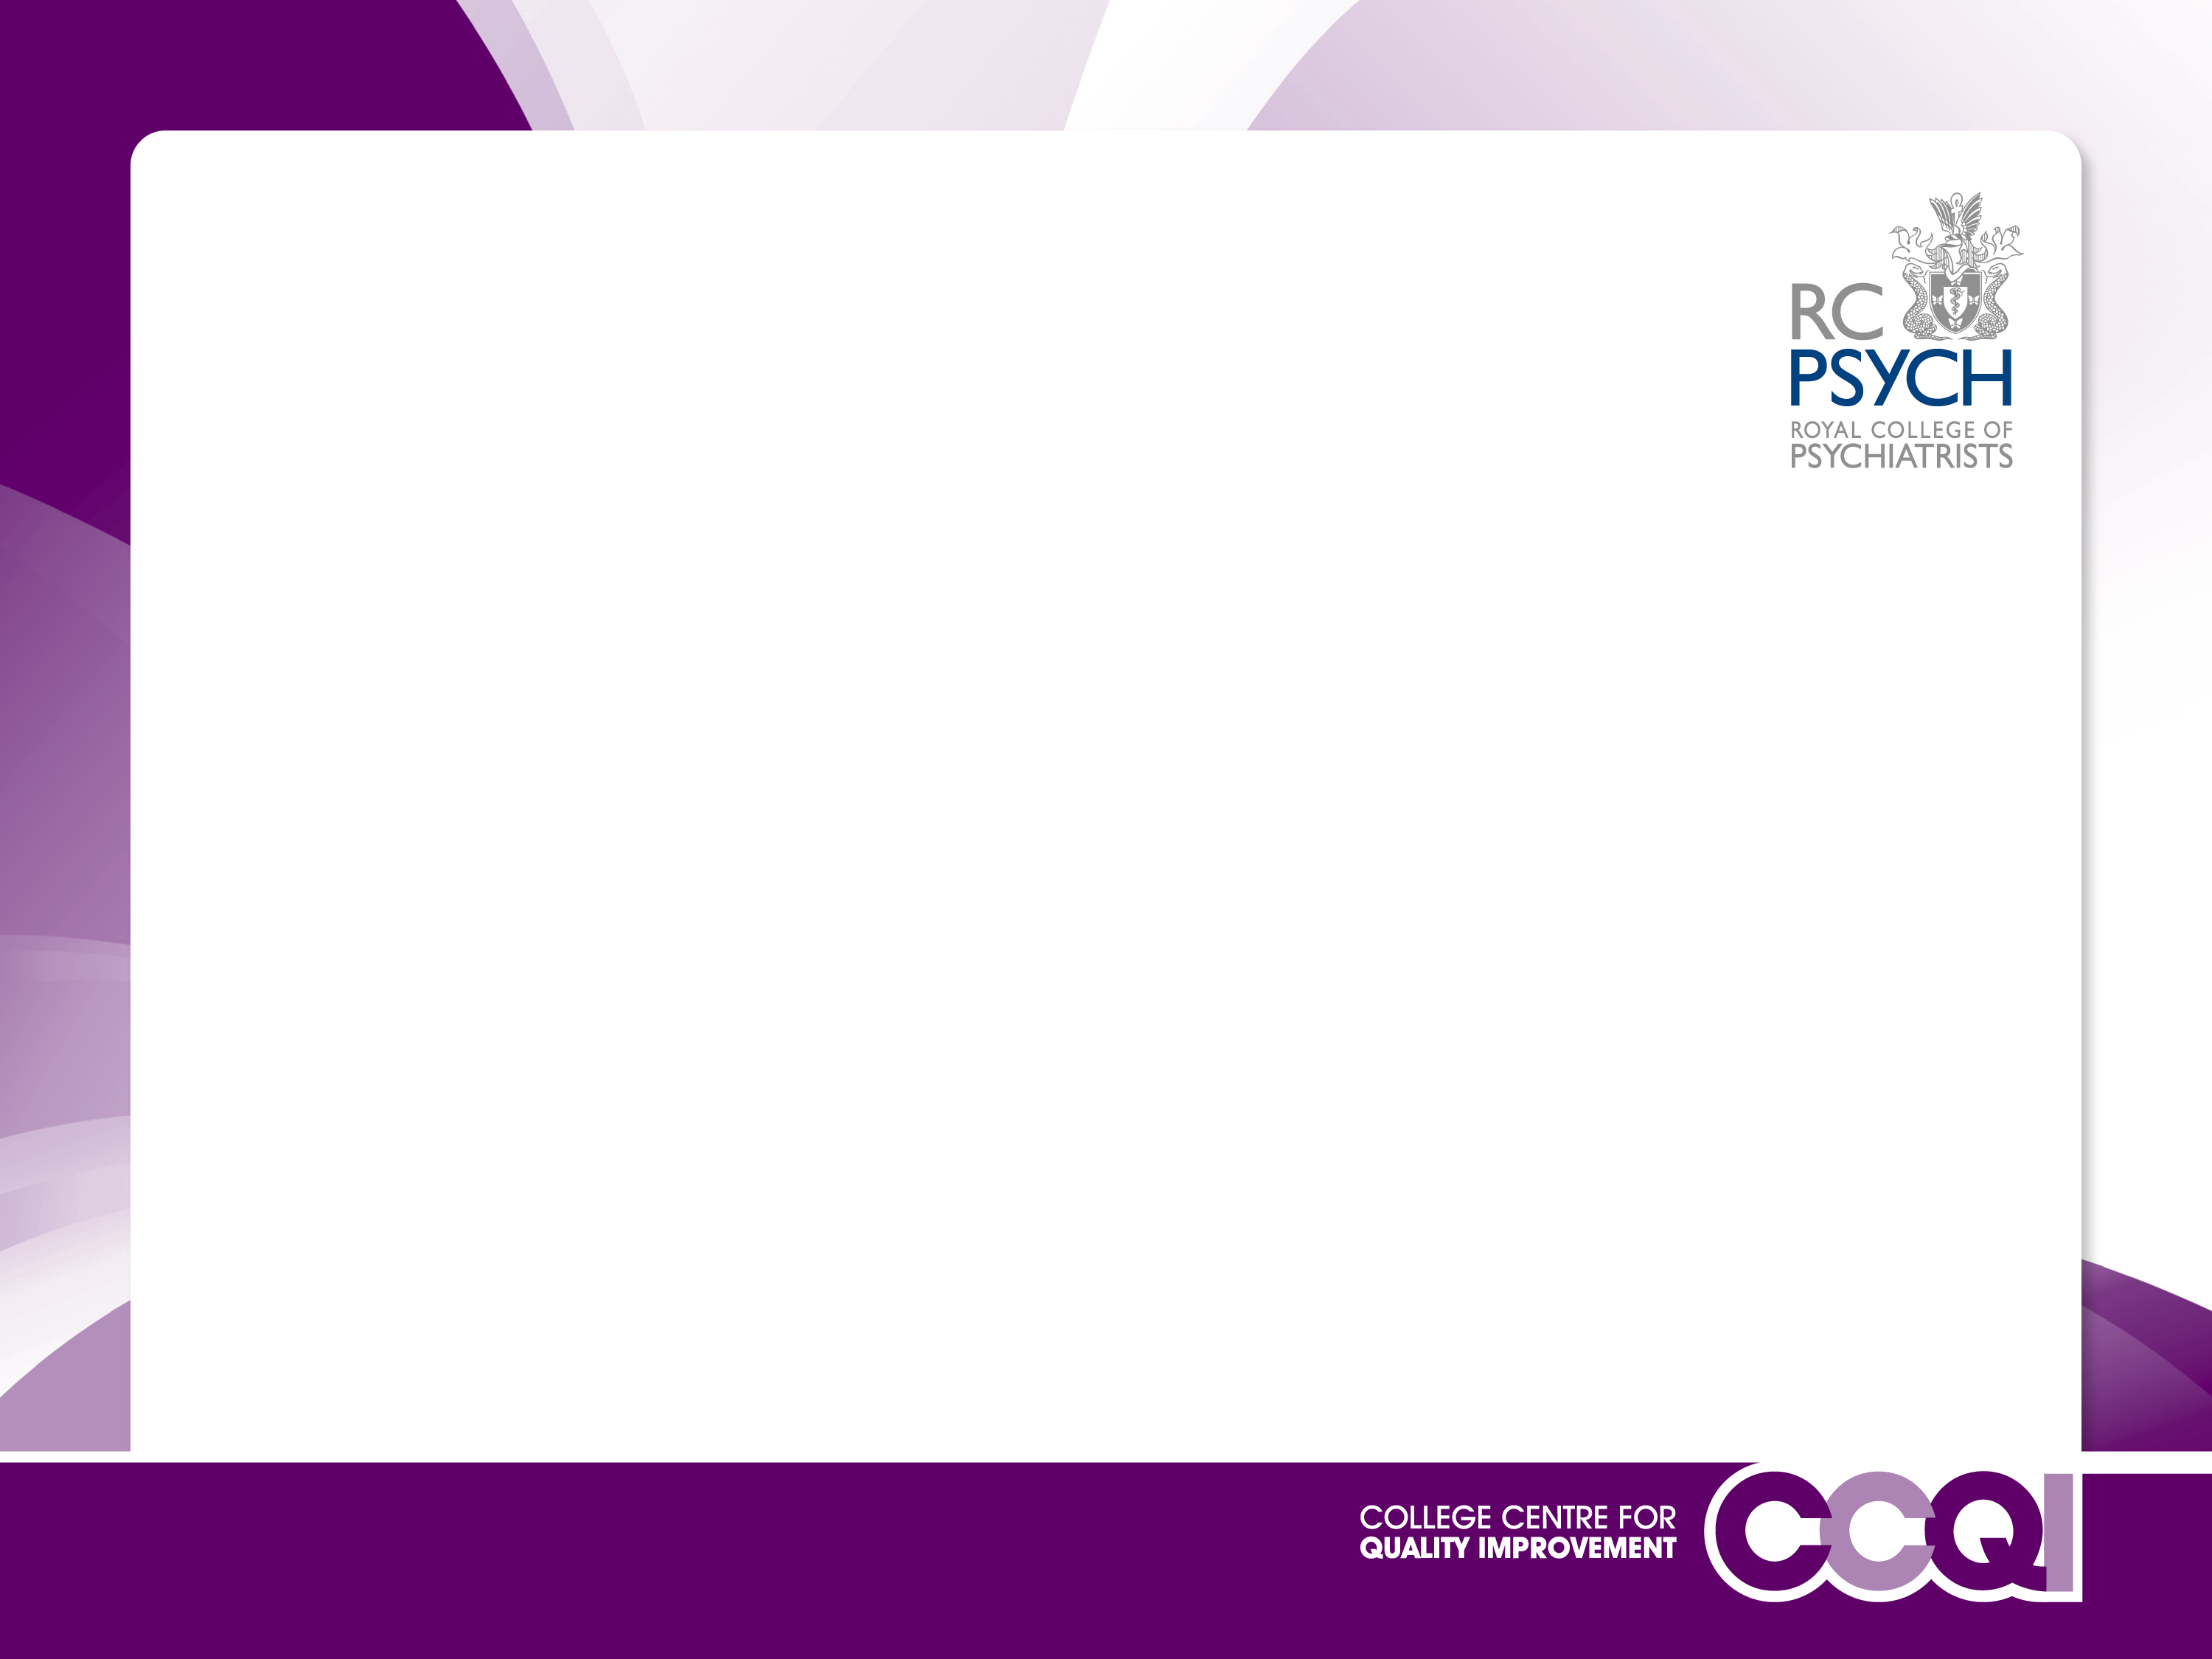 RC
PSYCH
ROYAL COLLEGE OF
PSYCHIATRISTS
COLLEGE CENTRE FOR
QUALITY IMPROVEMENT
CCQI